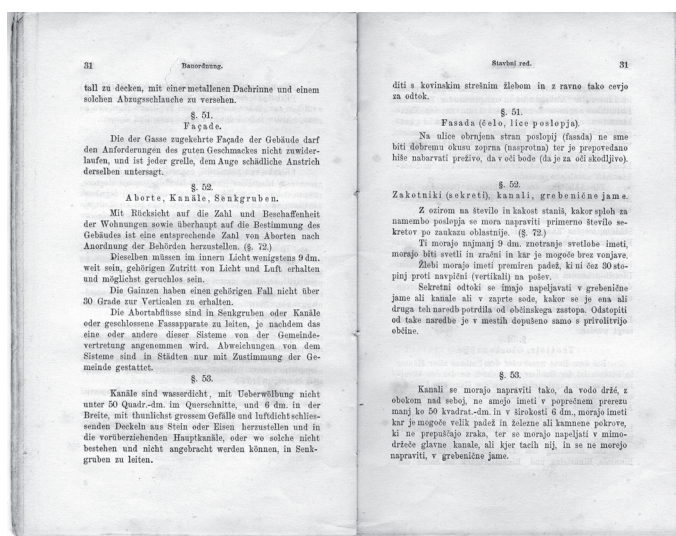 31 Bauordnung.
tall zu decken, mit einer metallenen Dachrinne und einem
solchen Abzugsschlauche zu versehen.
§. 51.
Façade.
Die der Gasse zugekehrte Façade der Gebäude darf
den Anforderungen des guten Geschmackes nicht zuwider-
laufen, und ist jeder grelle, dem Auge schädliche Anstrich
derselben untersagt.
§. 52.
Aborte, Kanäle, Senkgruben.
Mit Rücksicht auf die Zahl und Beschaffenheit
der Wohnungen sowie überhaupt auf die Bestimmung des
Gebäudes ist eine entsprechende Zahl von Aborten nach
Anordnung der Behörden herzustellen. (§. 72.)
Dieselben müssen im innern Licht wenigstens 9 dm.
weit sein, gehörigen Zutritt von Licht und Luft erhalten
und möglichst geruchlos sein.
Die Gainzen haben einen gehörigen Fall nicht über
30 Grade zur Verticalen zu erhalten.
Die Abortabflüsse sind in Senkgruben oder Kanäle
oder geschlossene Fassapparate zu leiten, je nachdem das
eine oder andere dieser Sisteme von der Gemeinde-
vertretung angenommen wird. Abweichungen von dem
Sisteme sind in Städten nur mit Zustimmung der Ge-
meinde gestattet.
§. 53.
Kanäle sind wasserdicht, mit Ueberwölbung nicht
unter 50 Quadr.-dm. im Querschnitte, und 6 dm. in der
Breite, mit thunlichst grossem Gefälle und luftdicht schlies-
senden Deckeln aus Stein oder Eisen herzustellen und in
die vorüberziehenden Hauptkanäle, oder wo solche nicht
bestehen und nicht angebracht werden können, in Senk-
gruben zu leiten.
Stavbni red. 31
diti s kovinskim strešnim žlebom in z ravno tako cevjo
za odtok.
§. 51.
Fasada (čelo, lice poslopja).
Na ulice obrnjena stran poslopij (fasada) ne sme
biti dobremu okusu zoprna (nasprotna) ter je prepovedano
hiše nabarvati preživo, da v oči bode (da je za oči skodljivo).
§. 52.
Zakotniki (sekreti), kanali, grebenične jame.
Z ozirom na število in kakost staniš, kakor sploh za
namembo poslopja se mora napraviti primerno število se-
kretov po zaukazu oblastnije. (§. 72.)
Ti morajo najmanj 9 dm. znotranje svetlobe imeti,
morajo biti svetli in zračni in kar je mogoče brez vonjave.
Žlebi morajo imeti premiren padež, ki ni čez 30 sto-
pinj proti navpični (vertikali) na pošev.
Sekretni odtoki se imajo napeljavati v grebenične
jame ali kanale ali v zaprte sode, kakor se je ena ali
druga teh naredb potrdila od občinskega zastopa. Odstopiti
od take naredbe je v mestih dopušeno samo s privolitvijo
občine.
§. 53.
Kanali se morajo napraviti tako, da vodo držé, z
obokom nad seboj, ne smejo imeti v poprečnem prerezu
manj ko 50 kvadrat.-dm. in v širokosti 6 dm., morajo imeti
kar je mogoče velik padež in železne ali kamnene pokrove,
ki ne prepuščajo zraka, ter se morajo napeljati v mimo-
držeče glavne kanale, ali kjer tacih nij, in se ne morejo
napraviti, v grebenične jame.